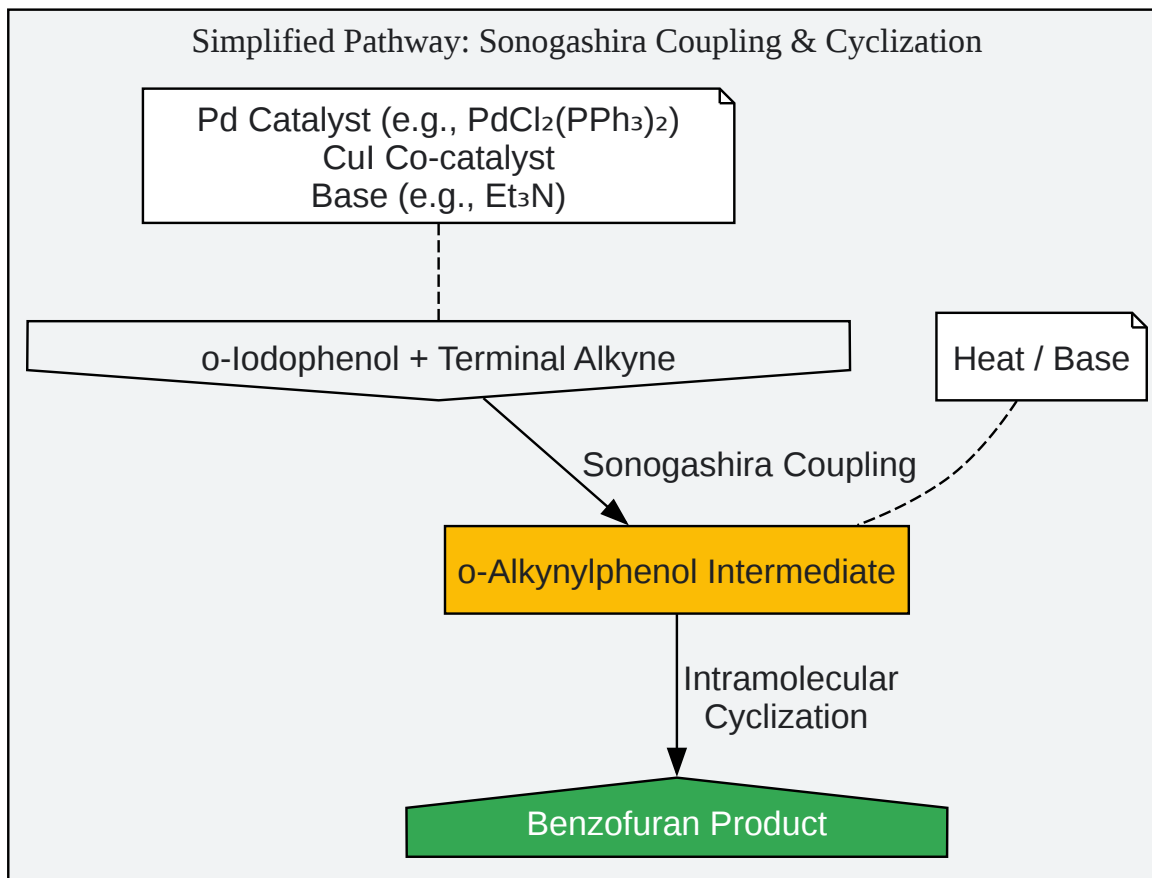 Simplified Pathway: Sonogashira Coupling & Cyclization
Pd Catalyst (e.g., PdCl₂(PPh₃)₂)
CuI Co-catalyst
Base (e.g., Et₃N)
o-Iodophenol + Terminal Alkyne
Heat / Base
Sonogashira Coupling
o-Alkynylphenol Intermediate
Intramolecular
Cyclization
Benzofuran Product